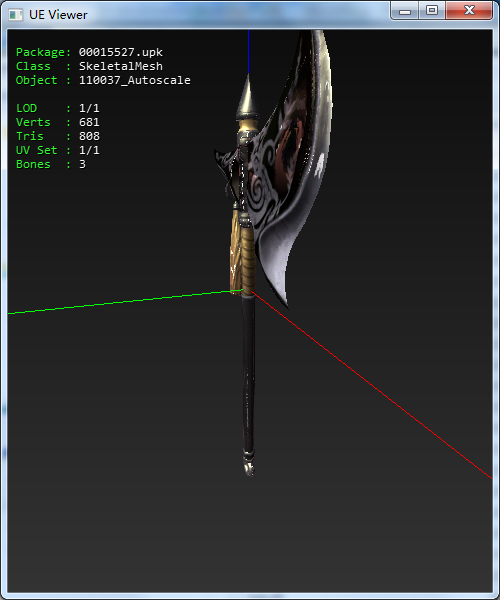 UE Viewer
Package: 00015527.upk
Class  : SkeletalMesh
Object : 110037_Autoscale
LOD    : 1/1
Verts  : 681
Tris   : 808
UV Set : 1/1
Bones  : 3